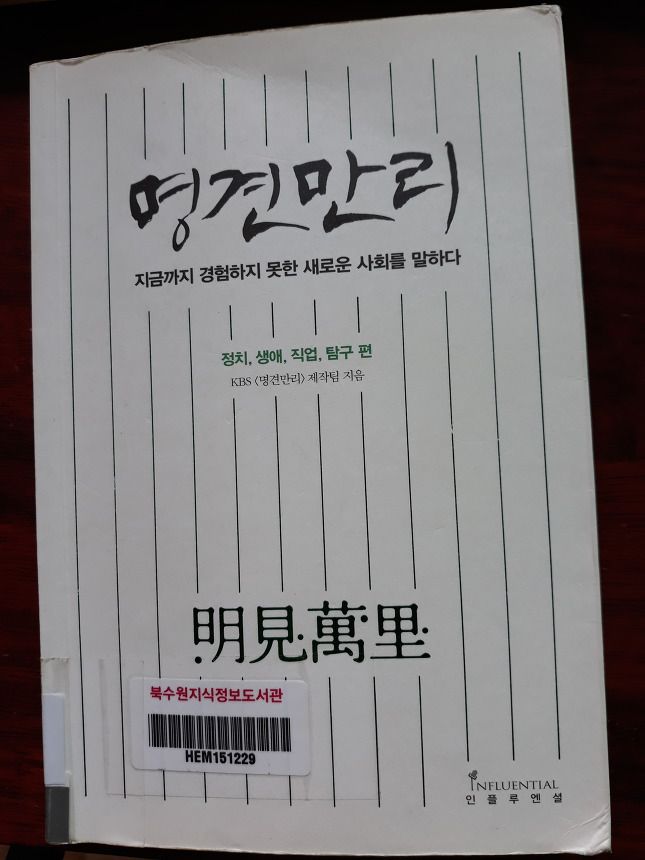 명견만리
지금까지 경험하지 못한 새로운 사회를 말하다
정치, 생애, 직업, 탐구 편
KBS 〈명견만리〉 제작팀 지음
明見萬里
북수원지식정보도서관
HEM151229
INFLUENTIAL
인플루엔셜